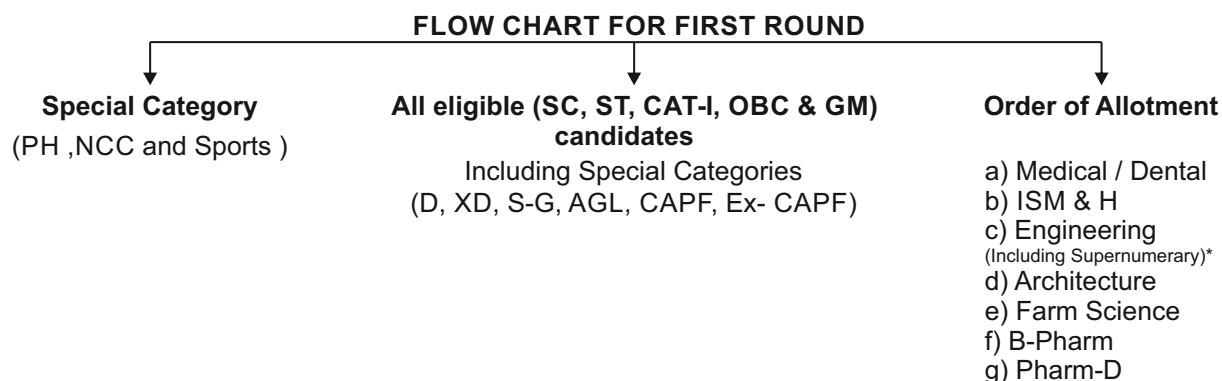 FLOW CHART FOR FIRST ROUND
Special Category
(PH ,NCC and Sports )
All eligible (SC, ST, CAT-I, OBC & GM)
candidates
Including Special Categories
(D, XD, S-G, AGL, CAPF, Ex- CAPF)
Order of Allotment
a) Medical / Dental
b) ISM & H
c) Engineering
(Including Supernumerary)*
d) Architecture
e) Farm Science
f) B-Pharm
g) Pharm-D